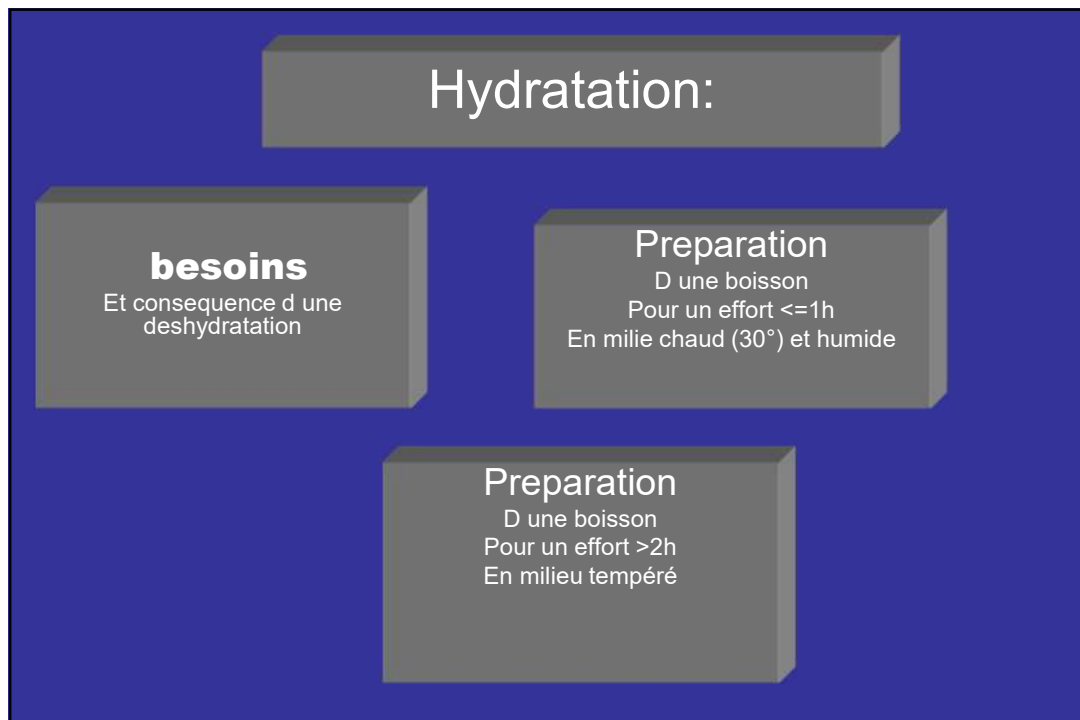 Hydratation:
besoins
Et consequence d une
deshydratation
Preparation
D une boisson
Pour un effort <=1h
En milie chaud (30°) et humide
Preparation
D une boisson
Pour un effort >2h
En milieu tempéré